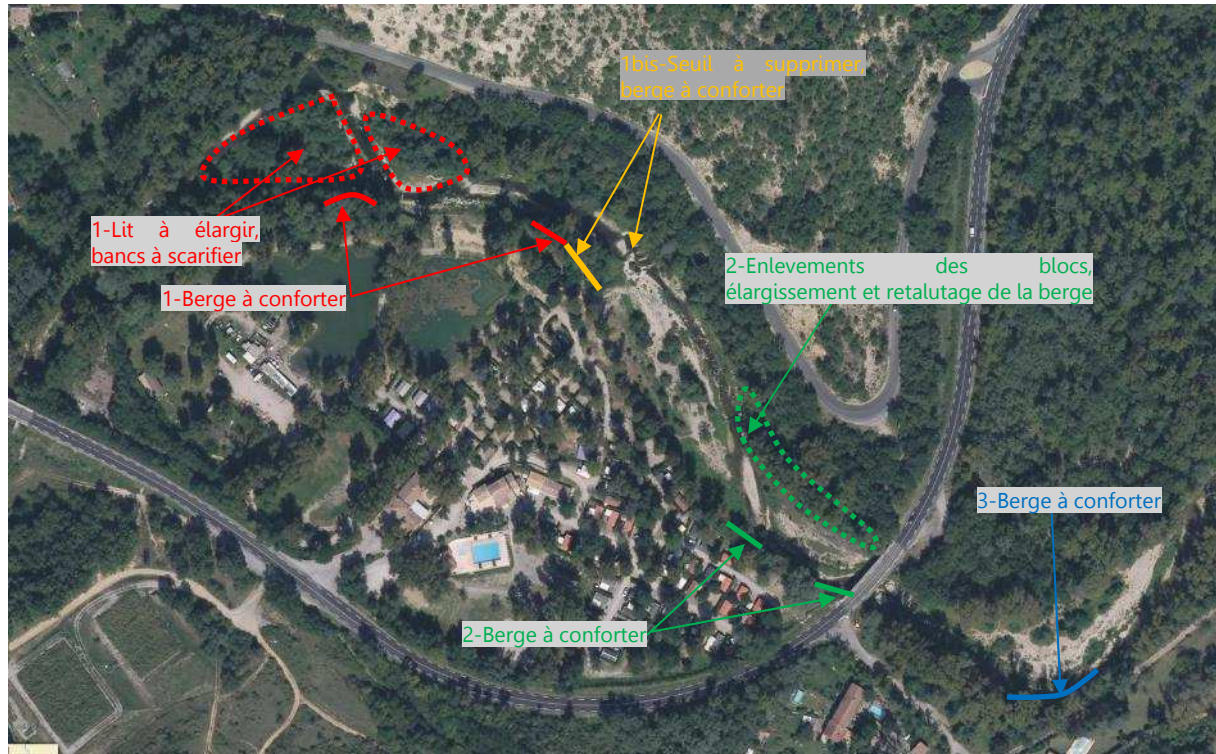 1bis-Seuil à supprimer,
berge à conforter
1-Lit à élargir,
bancs à scarifier
2-Enlevements des blocs,
élargissement et retalutage de la berge
1-Berge à conforter
3-Berge à conforter
2-Berge à conforter